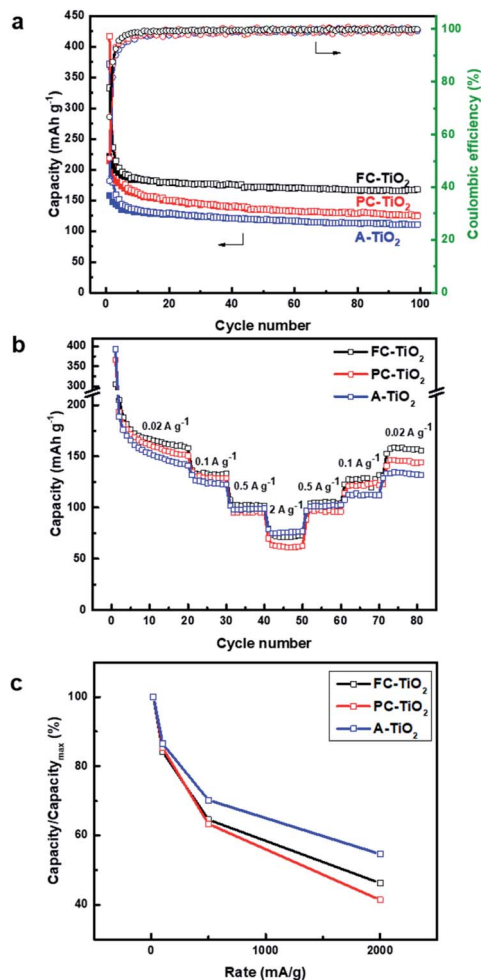 a
450
400
350
300
250
200
150
100
50
0
Capacity (mAh g⁻¹)
100
80
60
40
20
0
Coulombic efficiency (%)
FC-TiO₂
PC-TiO₂
A-TiO₂
0 20 40 60 80 100
Cycle number
b
400
350
300
200
150
100
50
0
Capacity (mAh g⁻¹)
FC-TiO₂
PC-TiO₂
A-TiO₂
0.02 A g⁻¹
0.1 A g⁻¹
0.5 A g⁻¹
2 A g⁻¹
0.5 A g⁻¹
0.1 A g⁻¹
0.02 A g⁻¹
0 10 20 30 40 50 60 70 80
Cycle number
c
100
80
60
40
Capacity/Capacityₘₐₓ (%)
FC-TiO₂
PC-TiO₂
A-TiO₂
0 1000 2000
Rate (mA/g)